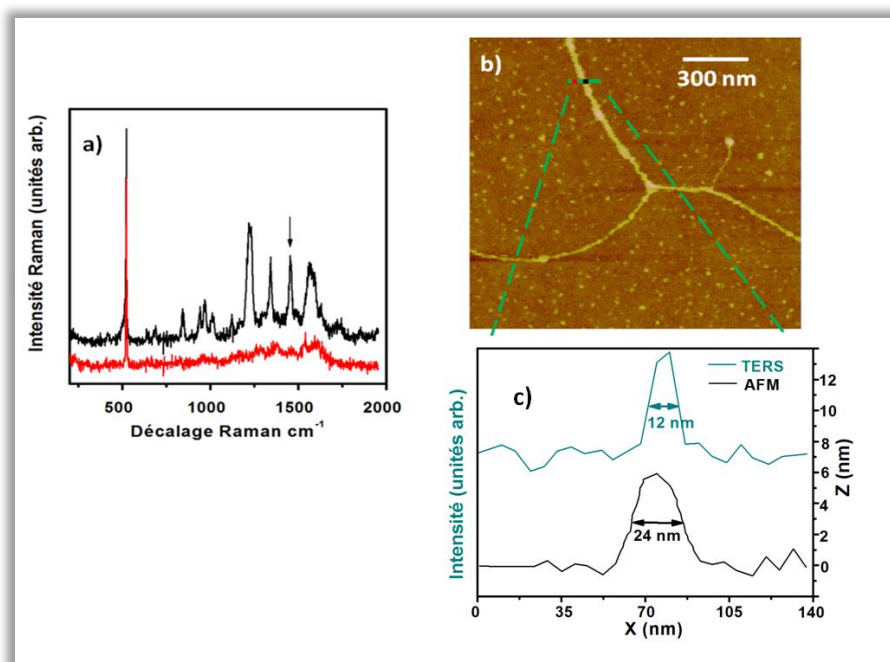 a)
Intensité Raman (unités arb.)
500
1000
1500
2000
Décalage Raman cm⁻¹
b)
300 nm
c)
TERS
AFM
12 nm
24 nm
Intensité (unités arb.)
12
10
8
6
4
2
0
Z (nm)
0
35
70
105
140
X (nm)